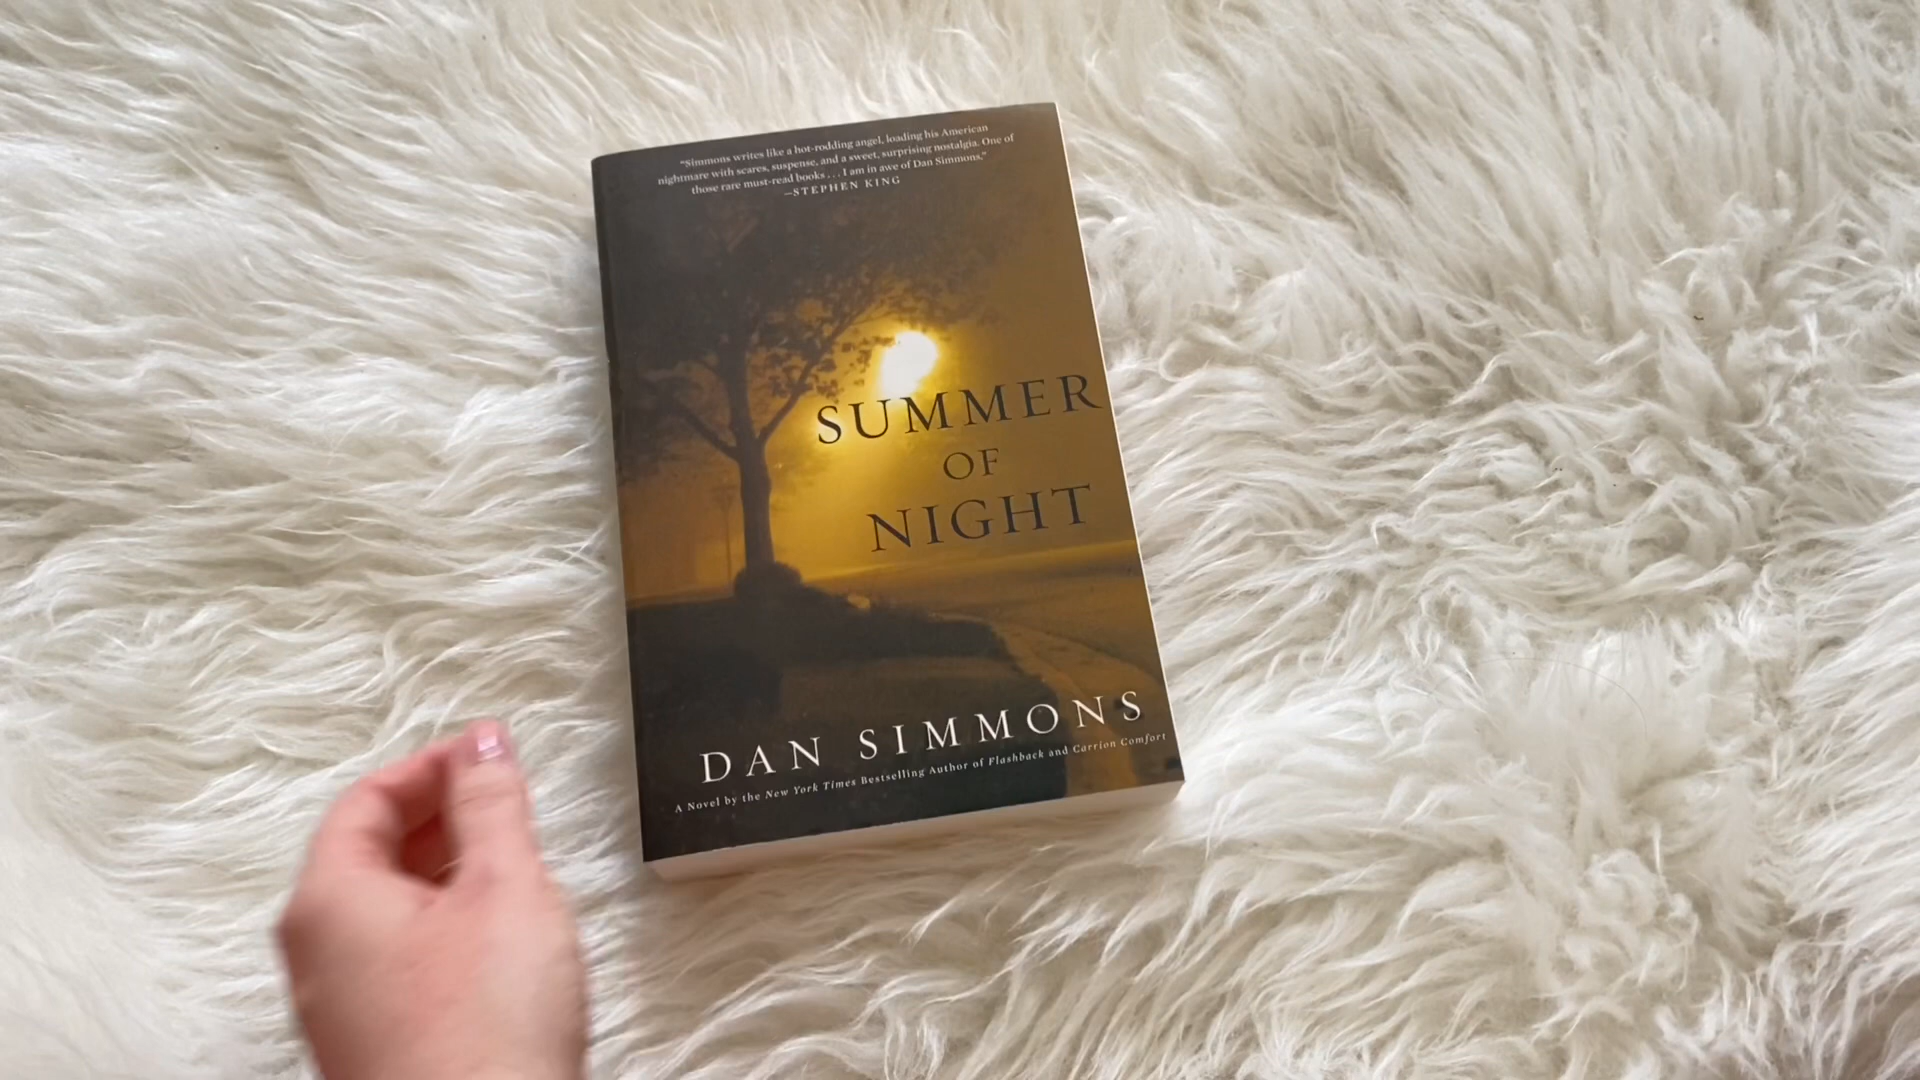 “Simmons writes like a hot-rodding angel, loading his American
nightmare with scares, suspense, and a sweet, surprising nostalgia. One of
those rare must-read books . . . I am in awe of Dan Simmons.”
—STEPHEN KING
SUMMER
OF
NIGHT
DAN SIMMONS
A Novel by the New York Times Bestselling Author of Flashback and Carrion Comfort